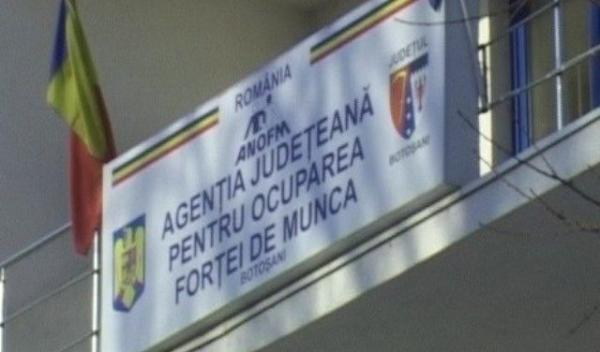 ROMÂNIA
ANOFM
AGENȚIA JUDEȚEANĂ
PENTRU OCUPAREA
FORȚEI DE MUNCA
BOTOȘANI
JUDEȚUL
BOTOȘANI